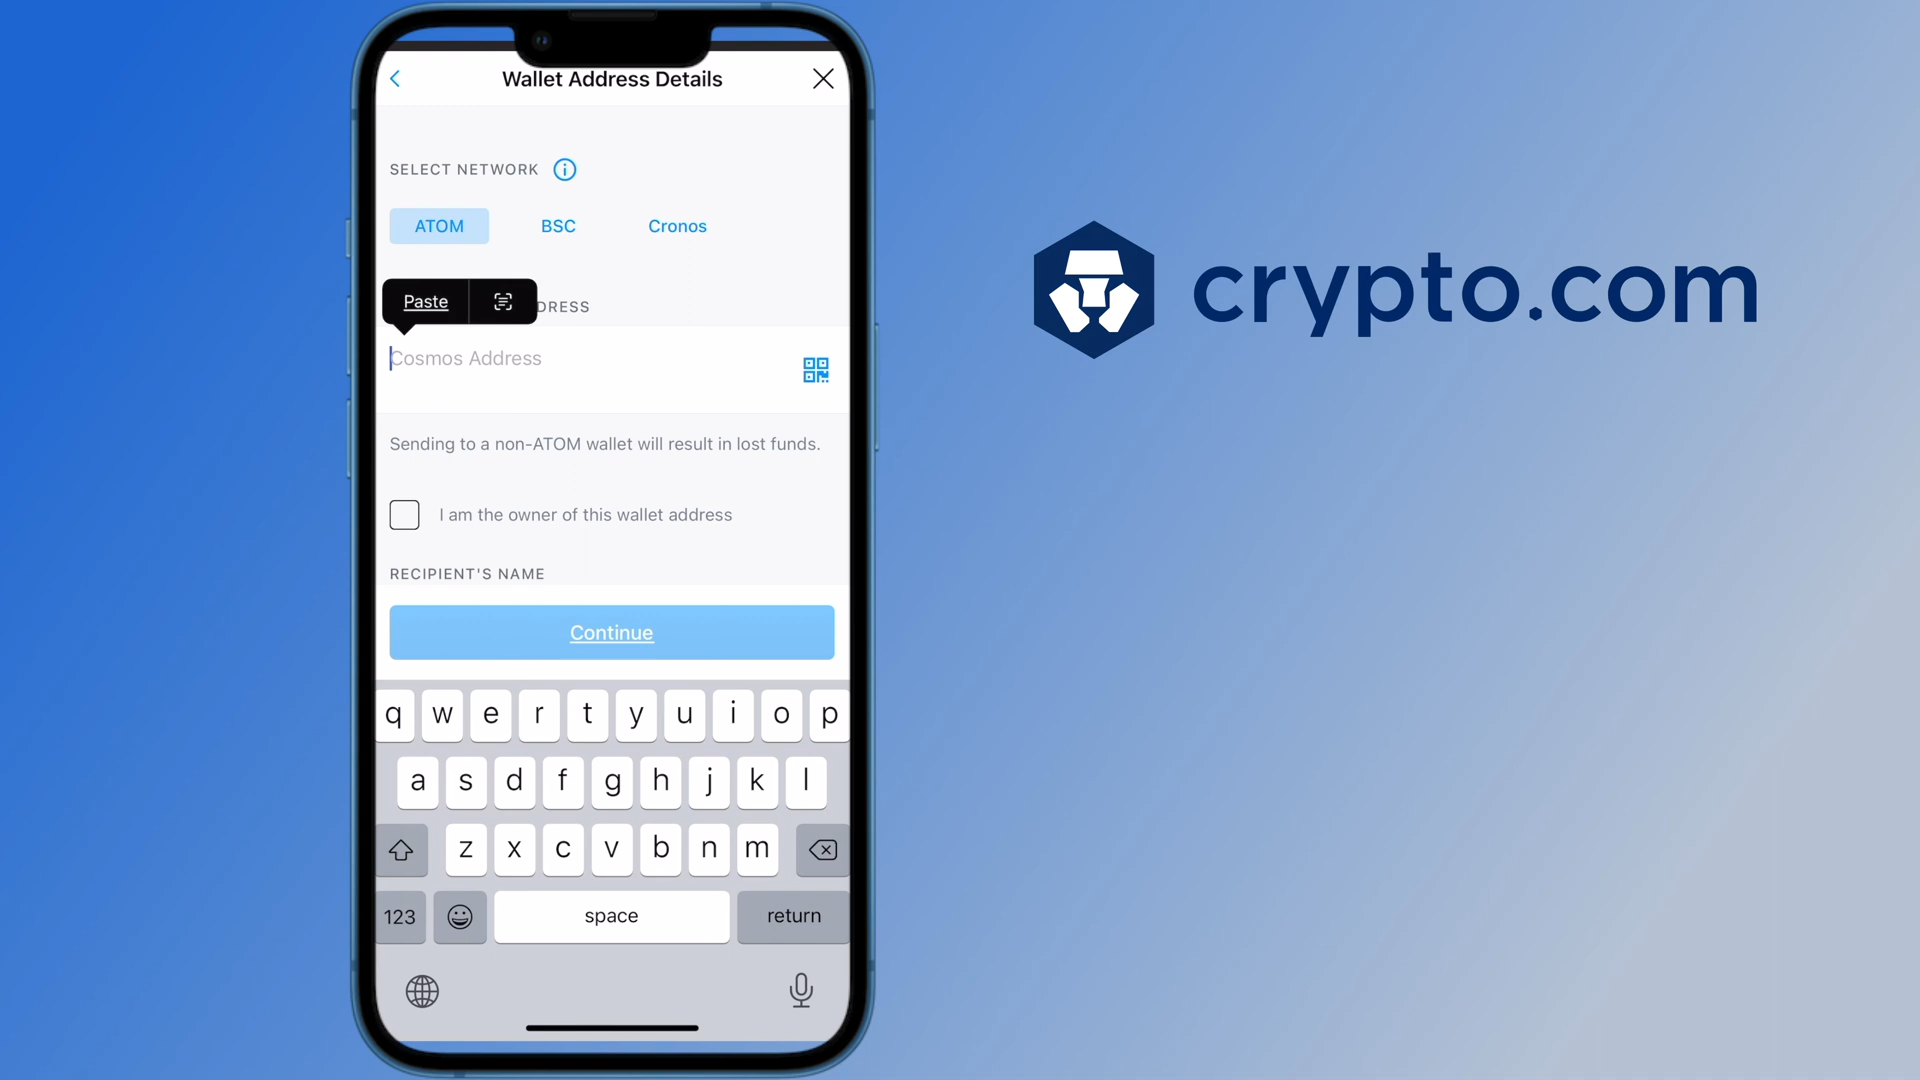 Wallet Address Details
SELECT NETWORK
ATOM BSC Cronos
Paste
DRESS
Cosmos Address
Sending to a non-ATOM wallet will result in lost funds.
I am the owner of this wallet address
RECIPIENT'S NAME
Continue
q w e r t y u i o p
a s d f g h j k l
z x c v b n m
123 space return
crypto.com